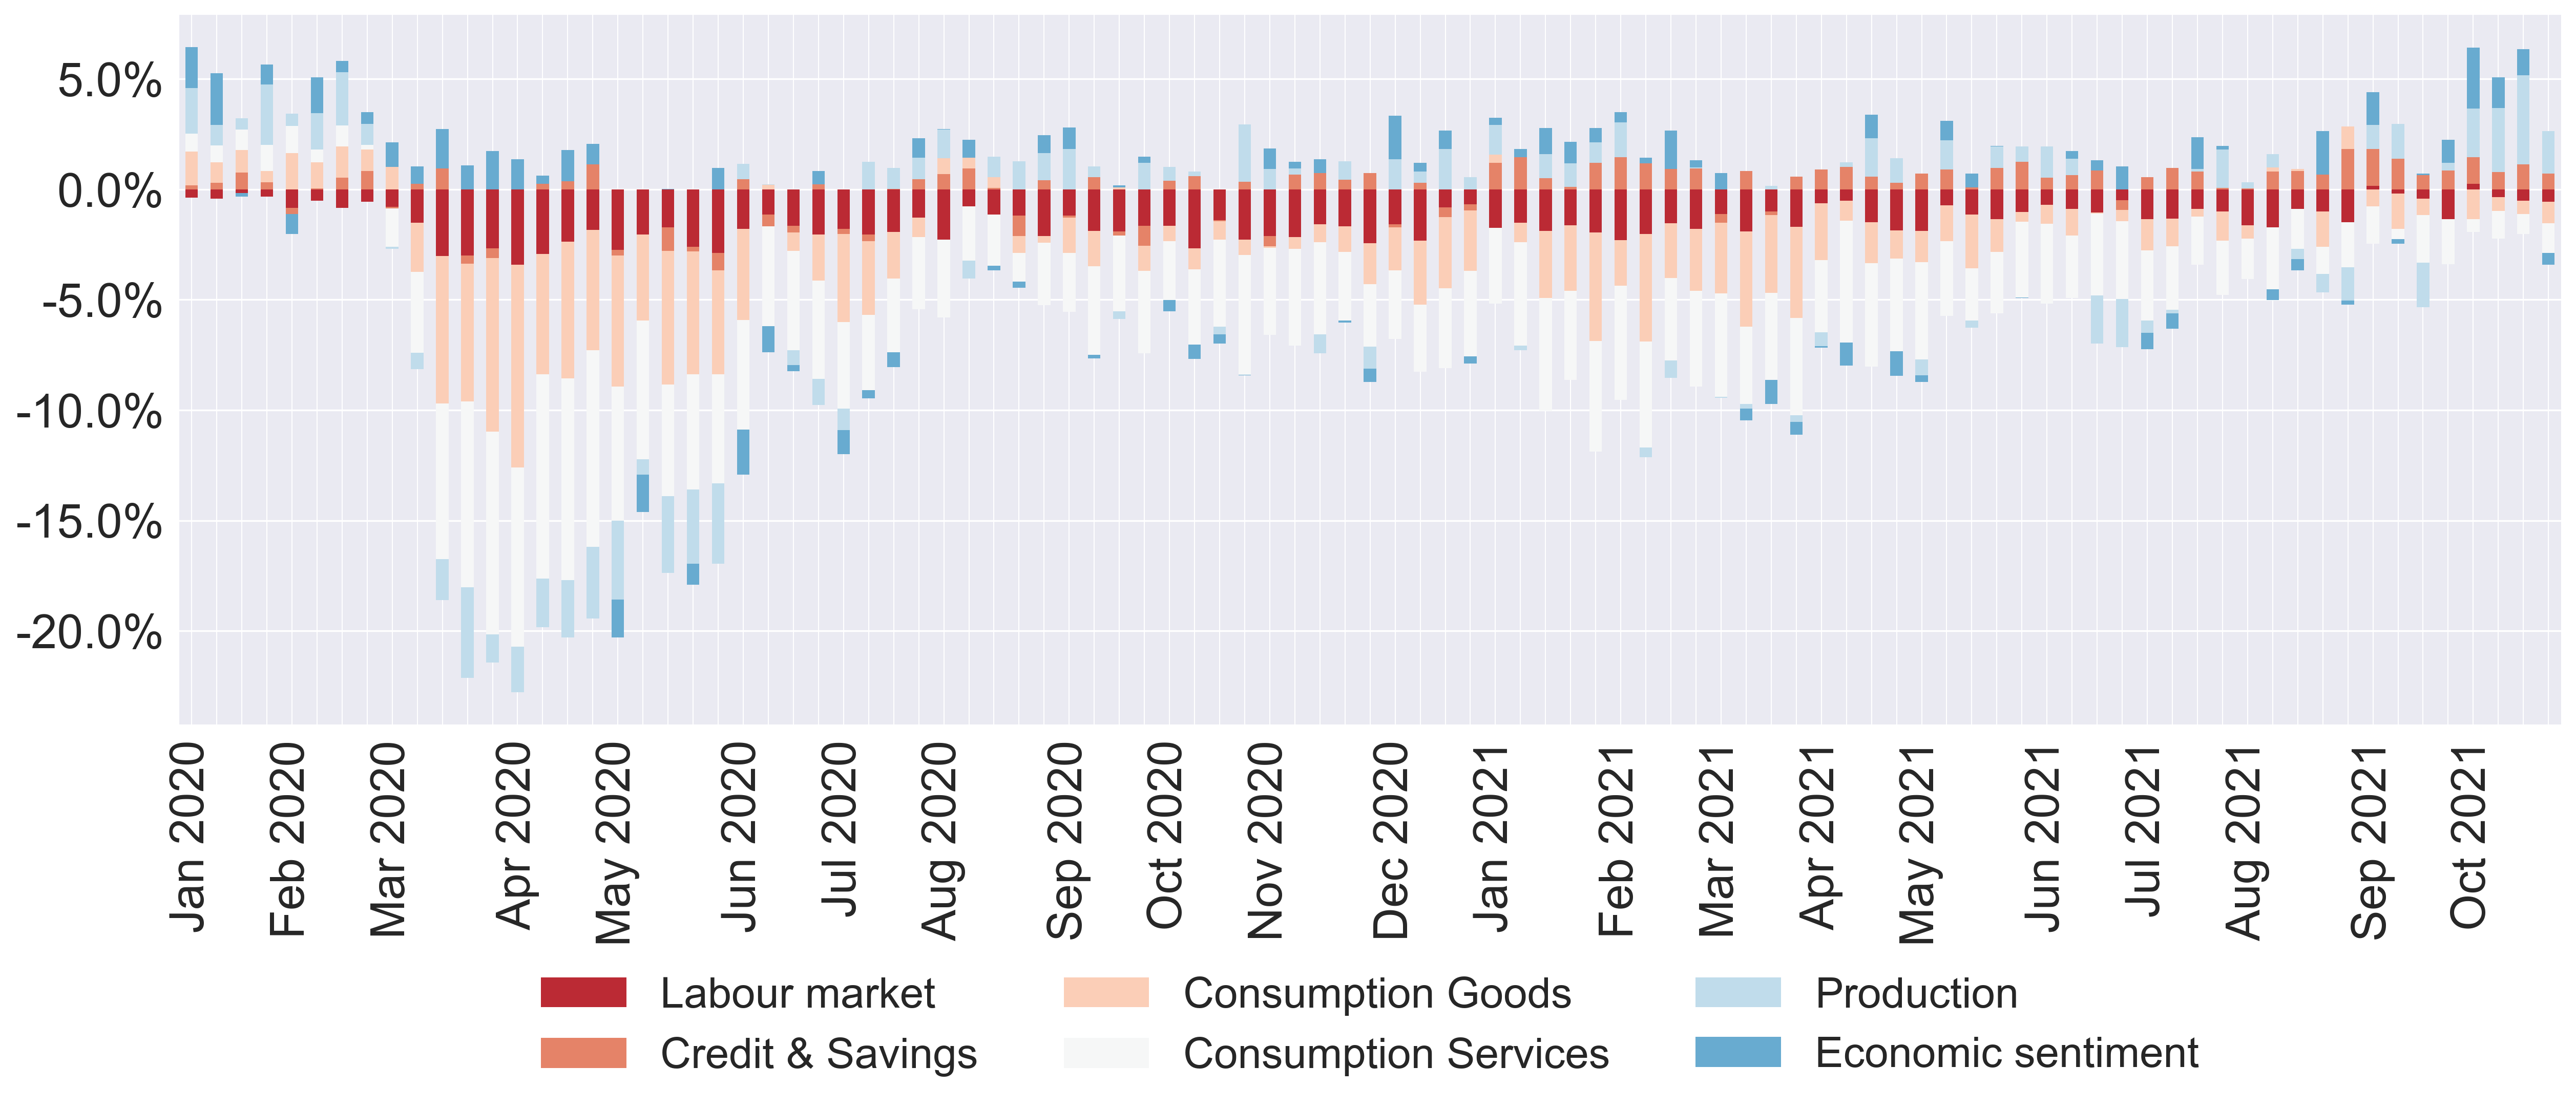 5.0%
0.0%
-5.0%
-10.0%
-15.0%
-20.0%
Jan 2020
Feb 2020
Mar 2020
Apr 2020
May 2020
Jun 2020
Jul 2020
Aug 2020
Sep 2020
Oct 2020
Nov 2020
Dec 2020
Jan 2021
Feb 2021
Mar 2021
Apr 2021
May 2021
Jun 2021
Jul 2021
Aug 2021
Sep 2021
Oct 2021
Labour market
Consumption Goods
Production
Credit & Savings
Consumption Services
Economic sentiment